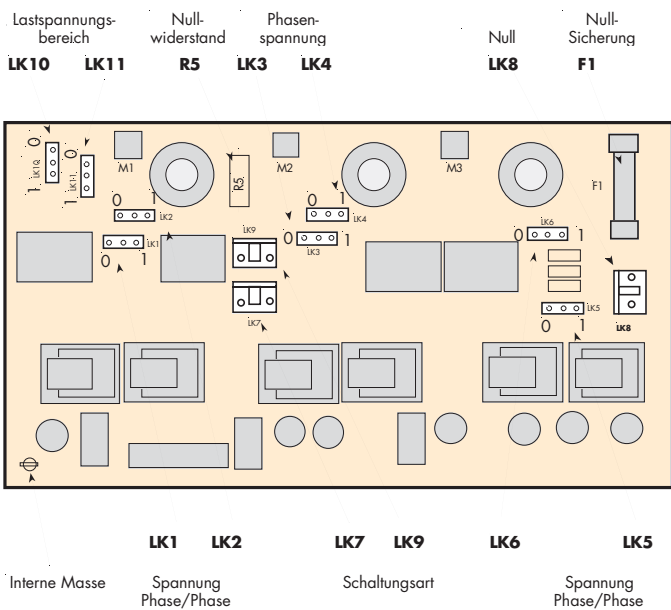 Lastspannungs-
bereich
Null-
widerstand
Phasen-
spannung
Null
Null-
Sicherung
LK10 LK11 R5 LK3 LK4 LK8 F1
0
LK10
1
0
LK11
1
M1
M2
M3
R5
F1
0 1
LK2
LK1
0 1
LK9
0 1
LK4
0 1
LK3
LK6
0 1
LK7
LK5
0 1
LK8
LK1 LK2 LK7 LK9 LK6 LK5
Interne Masse
Spannung
Phase/Phase
Schaltungsart
Spannung
Phase/Phase